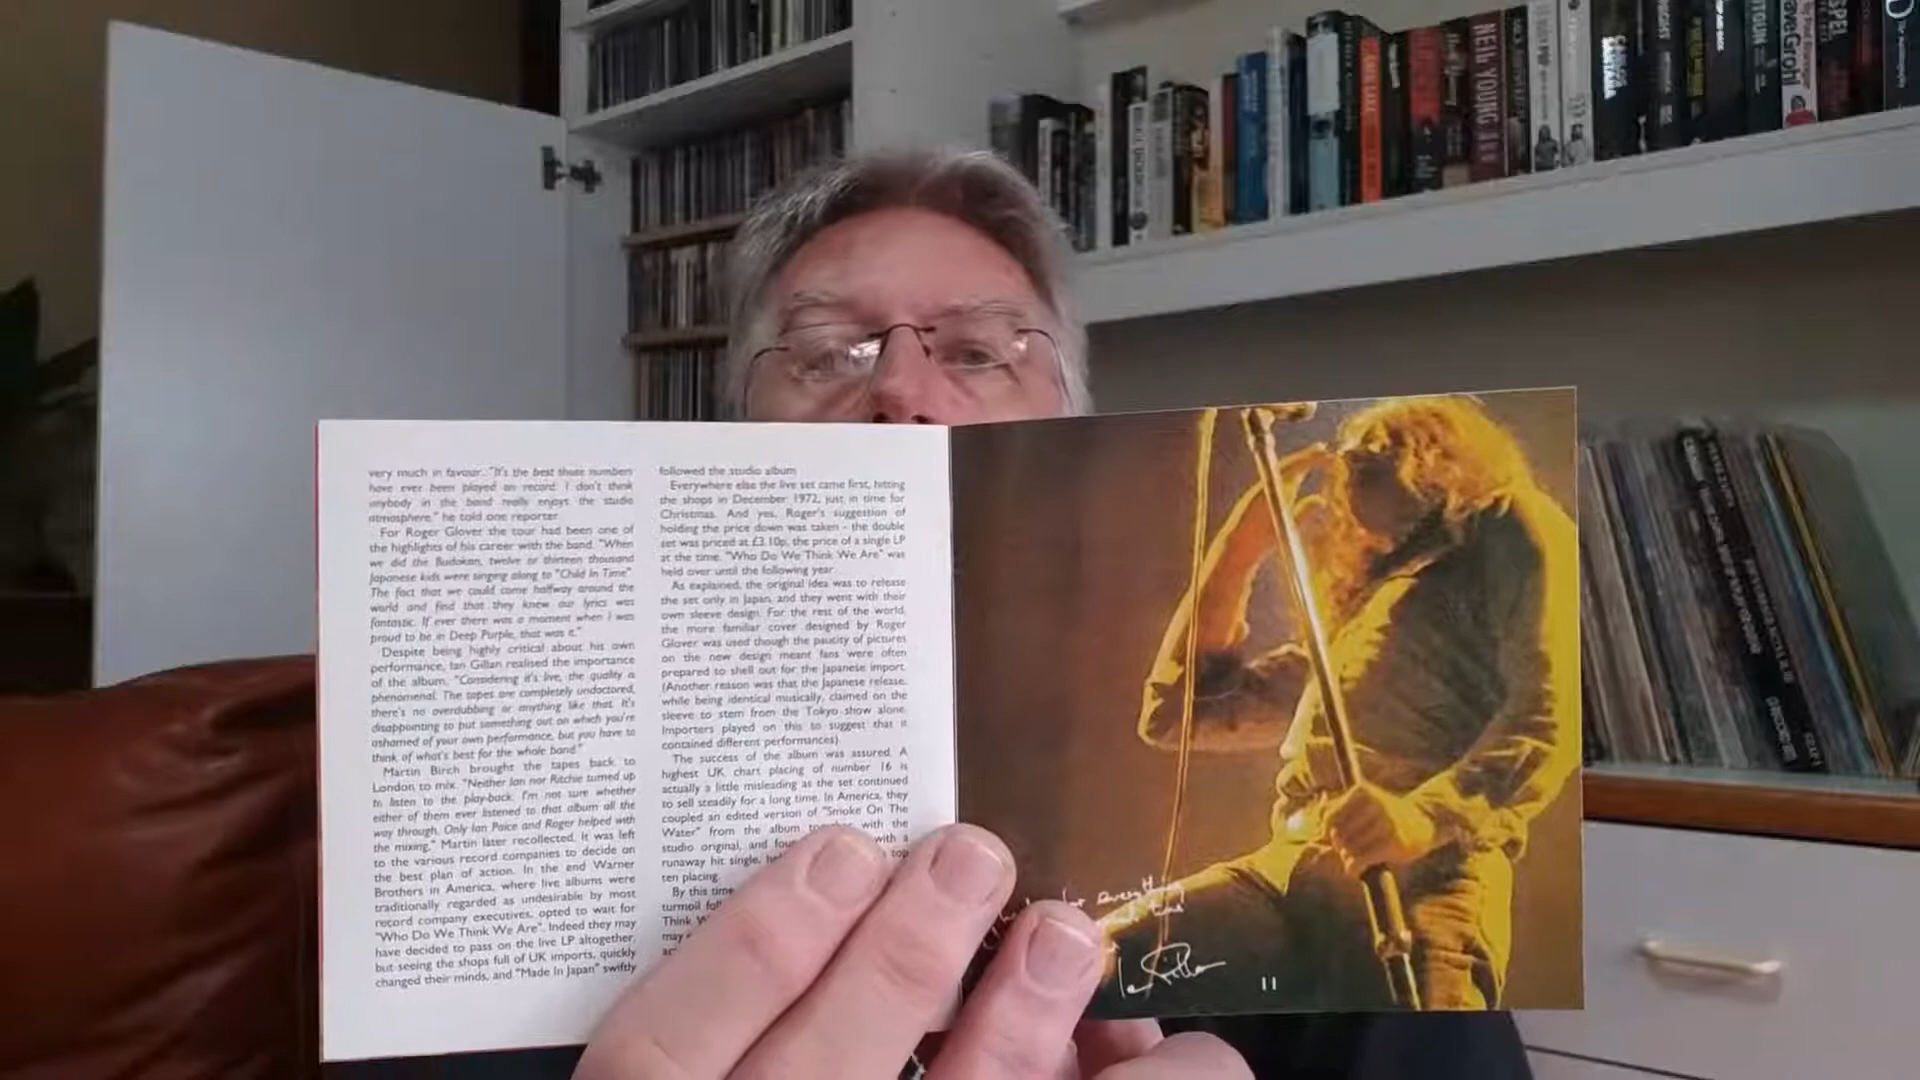 very much in favour. "It's the best those numbers
have ever been played on record. I don't think
anybody in the band really enjoys the studio
atmosphere." he told one reporter
For Roger Glover the tour had been one of
the highlights of his career with the band. "When
we did the Budokan, twelve or thirteen thousand
Japanese kids were singing along to "Child In Time"
The fact that we could come halfway around the
world and find that they knew our lyrics was
fantastic. If ever there was a moment when I was
proud to be in Deep Purple, that was it."
Despite being highly critical about his own
performance, Ian Gillan realised the importance
of the album. "Considering it's live, the quality is
phenomenal. The tapes are completely undoctored,
there's no overdubbing or anything like that. It's
disappointing to put something out on which you're
ashamed of your own performance, but you have to
think of what's best for the whole band."
Martin Birch brought the tapes back to
London to mix. "Neither Ian nor Ritchie turned up
to listen to the play-back. I'm not sure whether
either of them ever listened to that album all the
way through. Only Ian Paice and Roger helped with
the mixing." Martin later recollected. It was left
to the various record companies to decide on
the best plan of action. In the end Warner
Brothers in America, where live albums were
traditionally regarded as undesirable by most
record company executives, opted to wait for
"Who Do We Think We Are". Indeed they may
have decided to pass on the live LP altogether,
but seeing the shops full of UK imports, quickly
changed their minds, and "Made In Japan" swiftly
followed the studio album
Everywhere else the live set came first, hitting
the shops in December 1972, just in time for
Christmas. And yes, Roger's suggestion of
holding the price down was taken - the double
set was priced at £3.10p, the price of a single LP
at the time. "Who Do We Think We Are" was
held over until the following year
As explained, the original idea was to release
the set only in Japan, and they went with their
own sleeve design. For the rest of the world,
the more familiar cover designed by Roger
Glover was used though the paucity of pictures
on the new design meant fans were often
prepared to shell out for the Japanese import.
(Another reason was that the Japanese release,
while being identical musically, claimed on the
sleeve to stem from the Tokyo show alone.
Importers played on this to suggest that it
contained different performances)
The success of the album was assured. A
highest UK chart placing of number 16 is
actually a little misleading as the set continued
to sell steadily for a long time. In America, they
coupled an edited version of "Smoke On The
Water" from the album with the
studio original, and with a
runaway hit single, top
ten placing.
By this time
turmoil
Think
may
everything
11
NEIL YOUNG